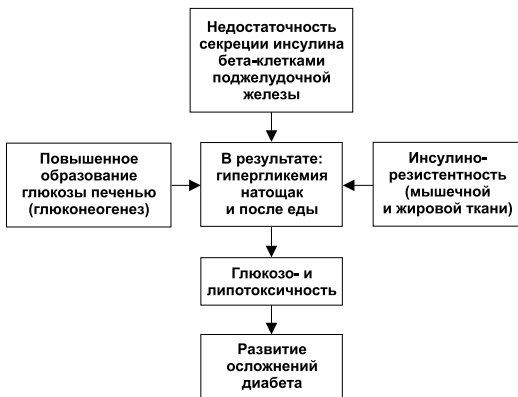 Недостаточность
секреции инсулина
бета-клетками
поджелудочной
железы
Повышенное
образование
глюкозы печенью
(глюконеогенез)
В результате:
гипергликемия
натощак
и после еды
Инсулино-
резистентность
(мышечной
и жировой ткани)
Глюкозо- и
липотоксичность
Развитие
осложнений
диабета